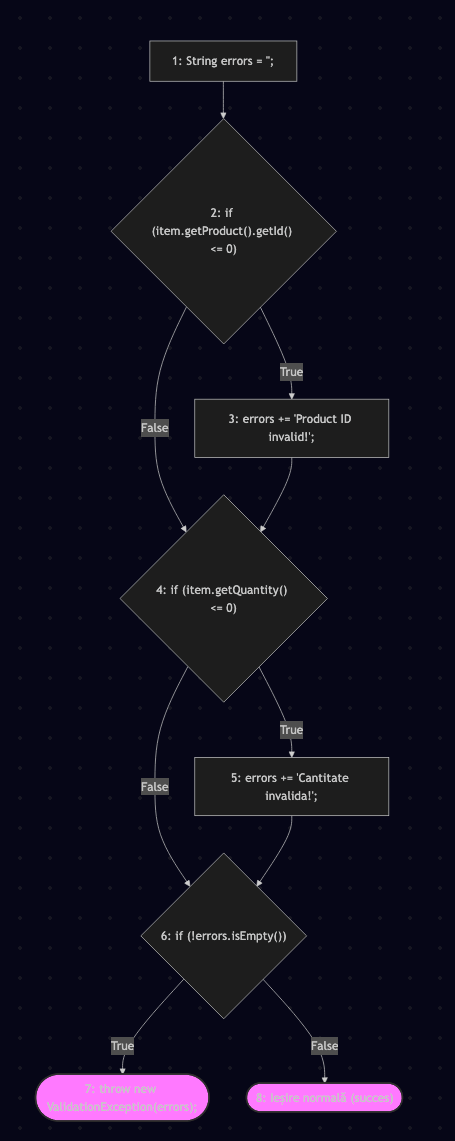 1: String errors = '';
2: if
(item.getProduct().getId()
<= 0)
True
False
3: errors += 'Product ID
invalid!';
4: if (item.getQuantity()
<= 0)
True
False
5: errors += 'Cantitate
invalida!';
6: if (!errors.isEmpty())
True
False
7: throw new
ValidationException(errors);
8: Ieșire normală (succes)